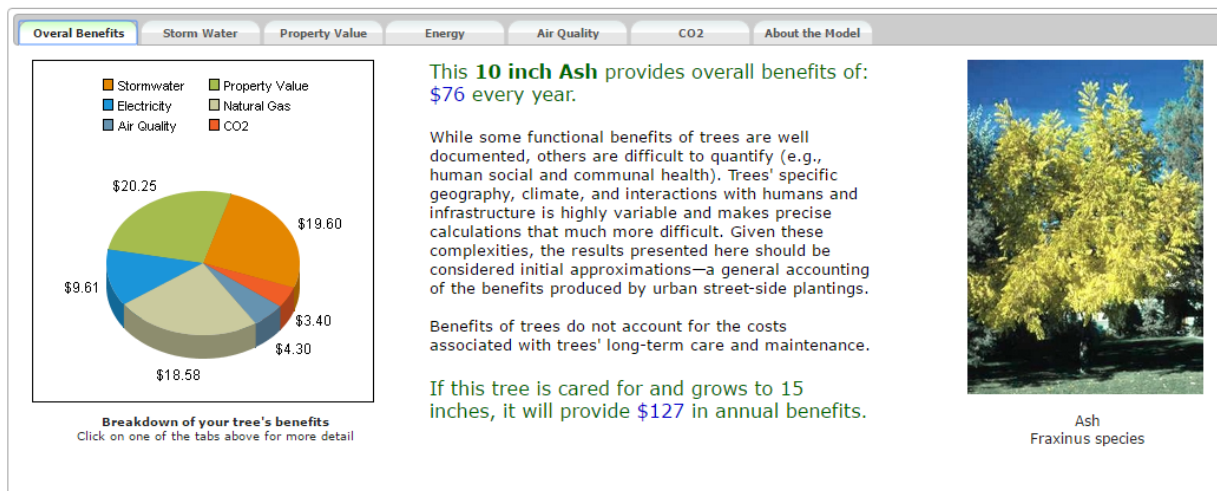 Overal Benefits
Storm Water
Property Value
Energy
Air Quality
CO2
About the Model
Stormwater
Property Value
Electricity
Natural Gas
Air Quality
CO2
$20.25
$19.60
$9.61
$3.40
$4.30
$18.58
Breakdown of your tree's benefits
Click on one of the tabs above for more detail
This 10 inch Ash provides overall benefits of:
$76 every year.
While some functional benefits of trees are well
documented, others are difficult to quantify (e.g.,
human social and communal health). Trees' specific
geography, climate, and interactions with humans and
infrastructure is highly variable and makes precise
calculations that much more difficult. Given these
complexities, the results presented here should be
considered initial approximations—a general accounting
of the benefits produced by urban street-side plantings.
Benefits of trees do not account for the costs
associated with trees' long-term care and maintenance.
If this tree is cared for and grows to 15
inches, it will provide $127 in annual benefits.
Ash
Fraxinus species